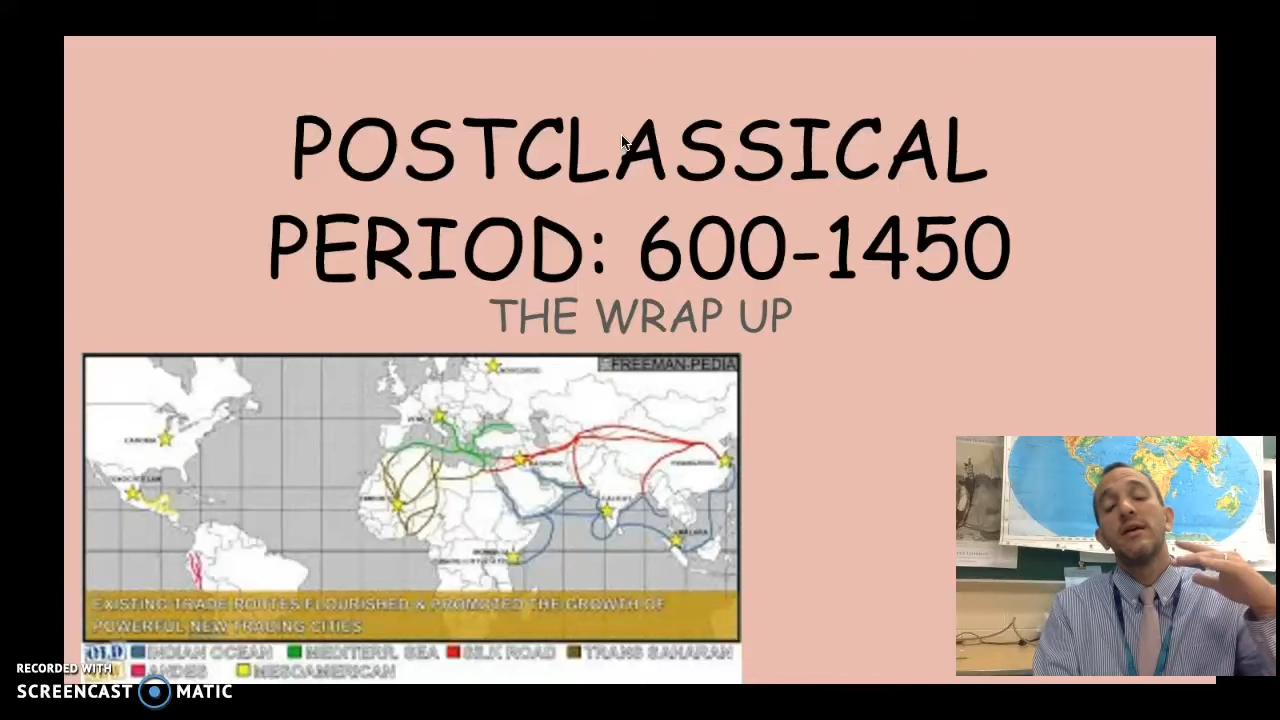 POSTCLASSICAL
PERIOD: 600-1450
THE WRAP UP
FREEMAN-PEDIA
EXISTING TRADE ROUTES FLOURISHED & PROMOTED THE GROWTH OF
POWERFUL NEW TRADING CITIES
OLD INDIAN OCEAN MEDITERR. SEA SILK ROAD TRANS SAHARAN
ANDES MESOAMERICAN
RECORDED WITH
SCREENCAST MATIC